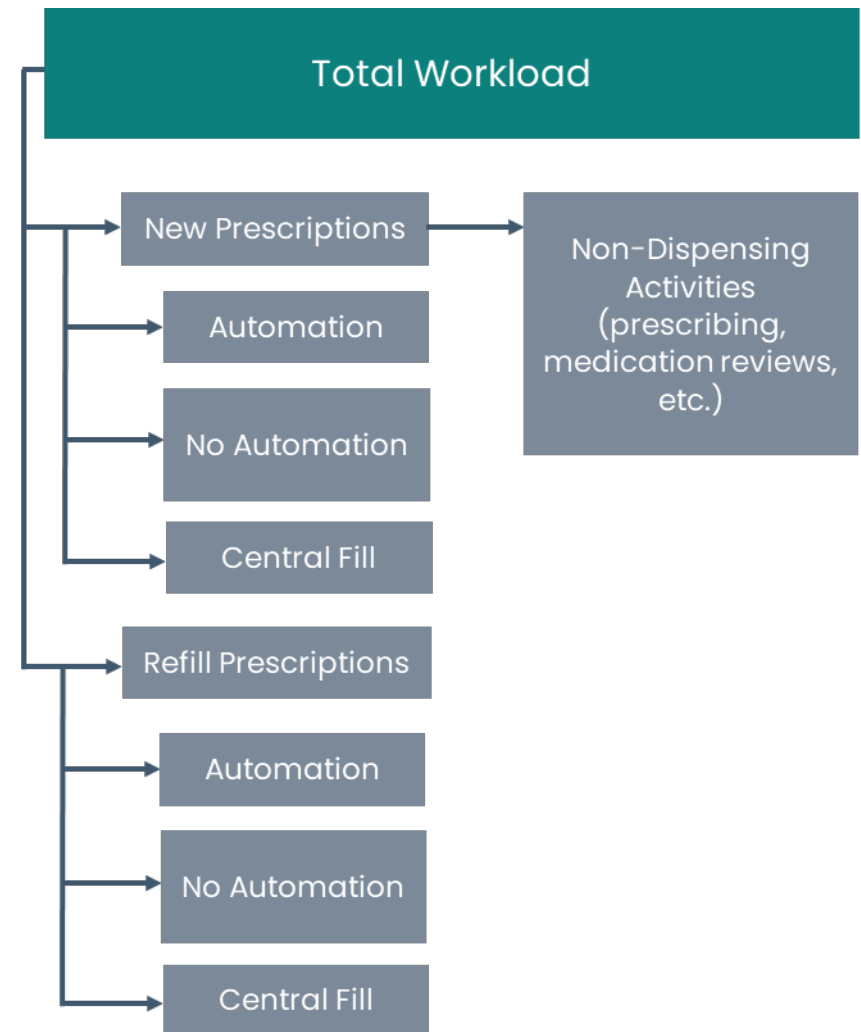 Total Workload
New Prescriptions
Non-Dispensing
Activities
(prescribing,
medication reviews,
etc.)
Automation
No Automation
Central Fill
Refill Prescriptions
Automation
No Automation
Central Fill